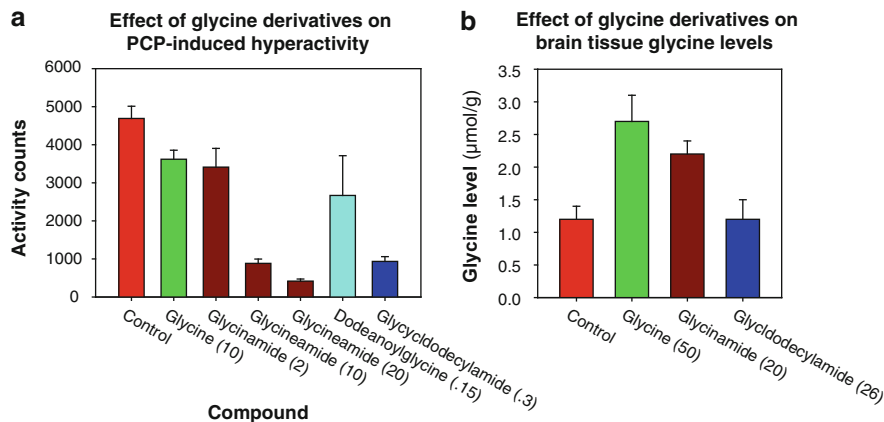 a
Effect of glycine derivatives on
PCP-induced hyperactivity
6000
5000
4000
3000
2000
1000
0
Activity counts
Control
Glycine (10)
Glycinamide (2)
Glycineamide (10)
Glycineamide (20)
Dodeanoylglycine (.15)
Glycycldodecylamide (.3)
Compound
b
Effect of glycine derivatives on
brain tissue glycine levels
3.5
3.0
2.5
2.0
1.5
1.0
0.5
0.0
Glycine level (μmol/g)
Control
Glycine (50)
Glycinamide (20)
Glycldodecylamide (26)